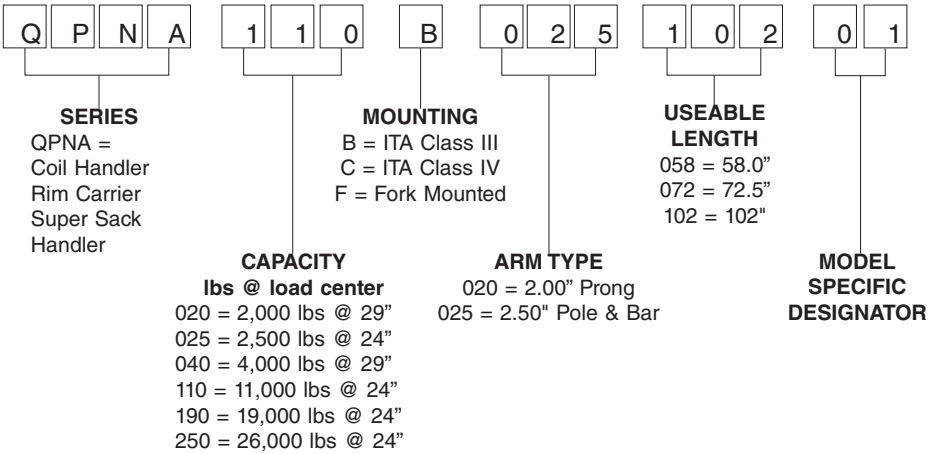 Q P N A 1 1 0 B 0 2 5 1 0 2 0 1
SERIES
QPNA =
Coil Handler
Rim Carrier
Super Sack
Handler
CAPACITY
lbs @ load center
020 = 2,000 lbs @ 29”
025 = 2,500 lbs @ 24”
040 = 4,000 lbs @ 29”
110 = 11,000 lbs @ 24”
190 = 19,000 lbs @ 24”
250 = 26,000 lbs @ 24”
MOUNTING
B = ITA Class III
C = ITA Class IV
F = Fork Mounted
ARM TYPE
020 = 2.00” Prong
025 = 2.50" Pole & Bar
USEABLE
LENGTH
058 = 58.0”
072 = 72.5”
102 = 102"
MODEL
SPECIFIC
DESIGNATOR